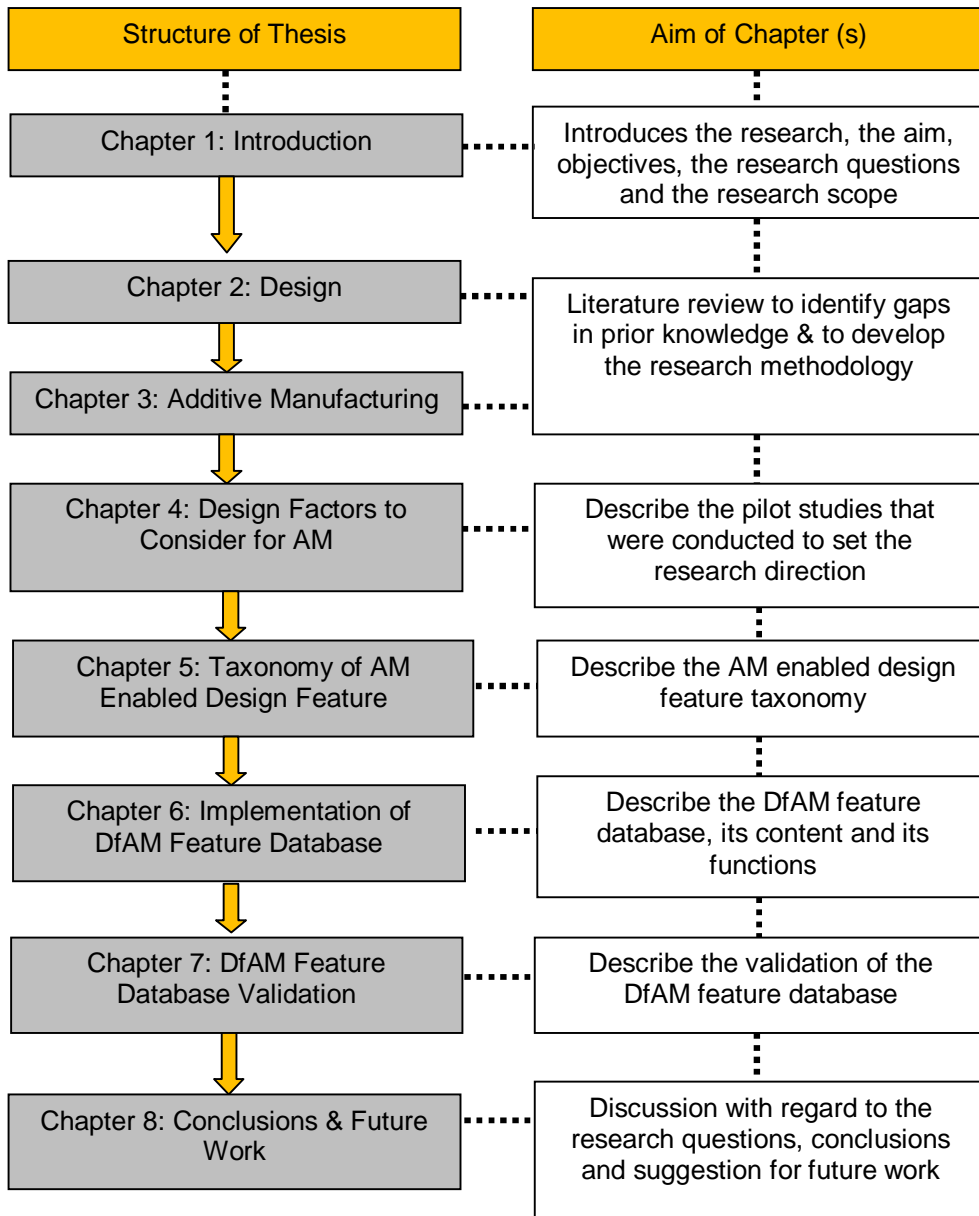 Structure of Thesis
Aim of Chapter (s)
Chapter 1: Introduction
Introduces the research, the aim,
objectives, the research questions
and the research scope
Chapter 2: Design
Literature review to identify gaps
in prior knowledge & to develop
the research methodology
Chapter 3: Additive Manufacturing
Chapter 4: Design Factors to
Consider for AM
Describe the pilot studies that
were conducted to set the
research direction
Chapter 5: Taxonomy of AM
Enabled Design Feature
Describe the AM enabled design
feature taxonomy
Chapter 6: Implementation of
DfAM Feature Database
Describe the DfAM feature
database, its content and its
functions
Chapter 7: DfAM Feature
Database Validation
Describe the validation of the
DfAM feature database
Chapter 8: Conclusions & Future
Work
Discussion with regard to the
research questions, conclusions
and suggestion for future work